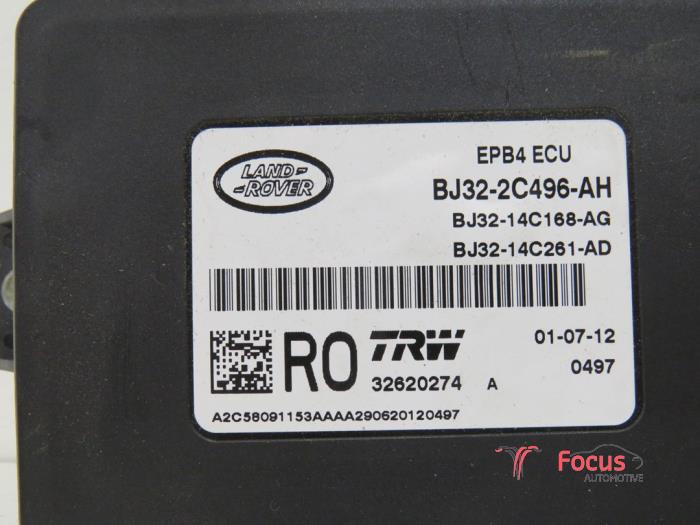 LAND-
-ROVER
EPB4 ECU
BJ32-2C496-AH
BJ32-14C168-AG
BJ32-14C261-AD
RO
TRW
01-07-12
32620274 A
0497
A2C58091153AAAA290620120497
Focus
AUTOMOTIVE